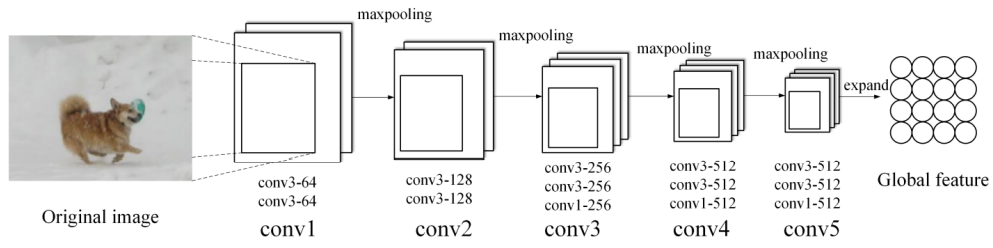 maxpooling
maxpooling
maxpooling
maxpooling
expand
conv3-64
conv3-64
conv1
conv3-128
conv3-128
conv2
conv3-256
conv3-256
conv1-256
conv3
conv3-512
conv3-512
conv1-512
conv4
conv3-512
conv3-512
conv1-512
conv5
Global feature
Original image